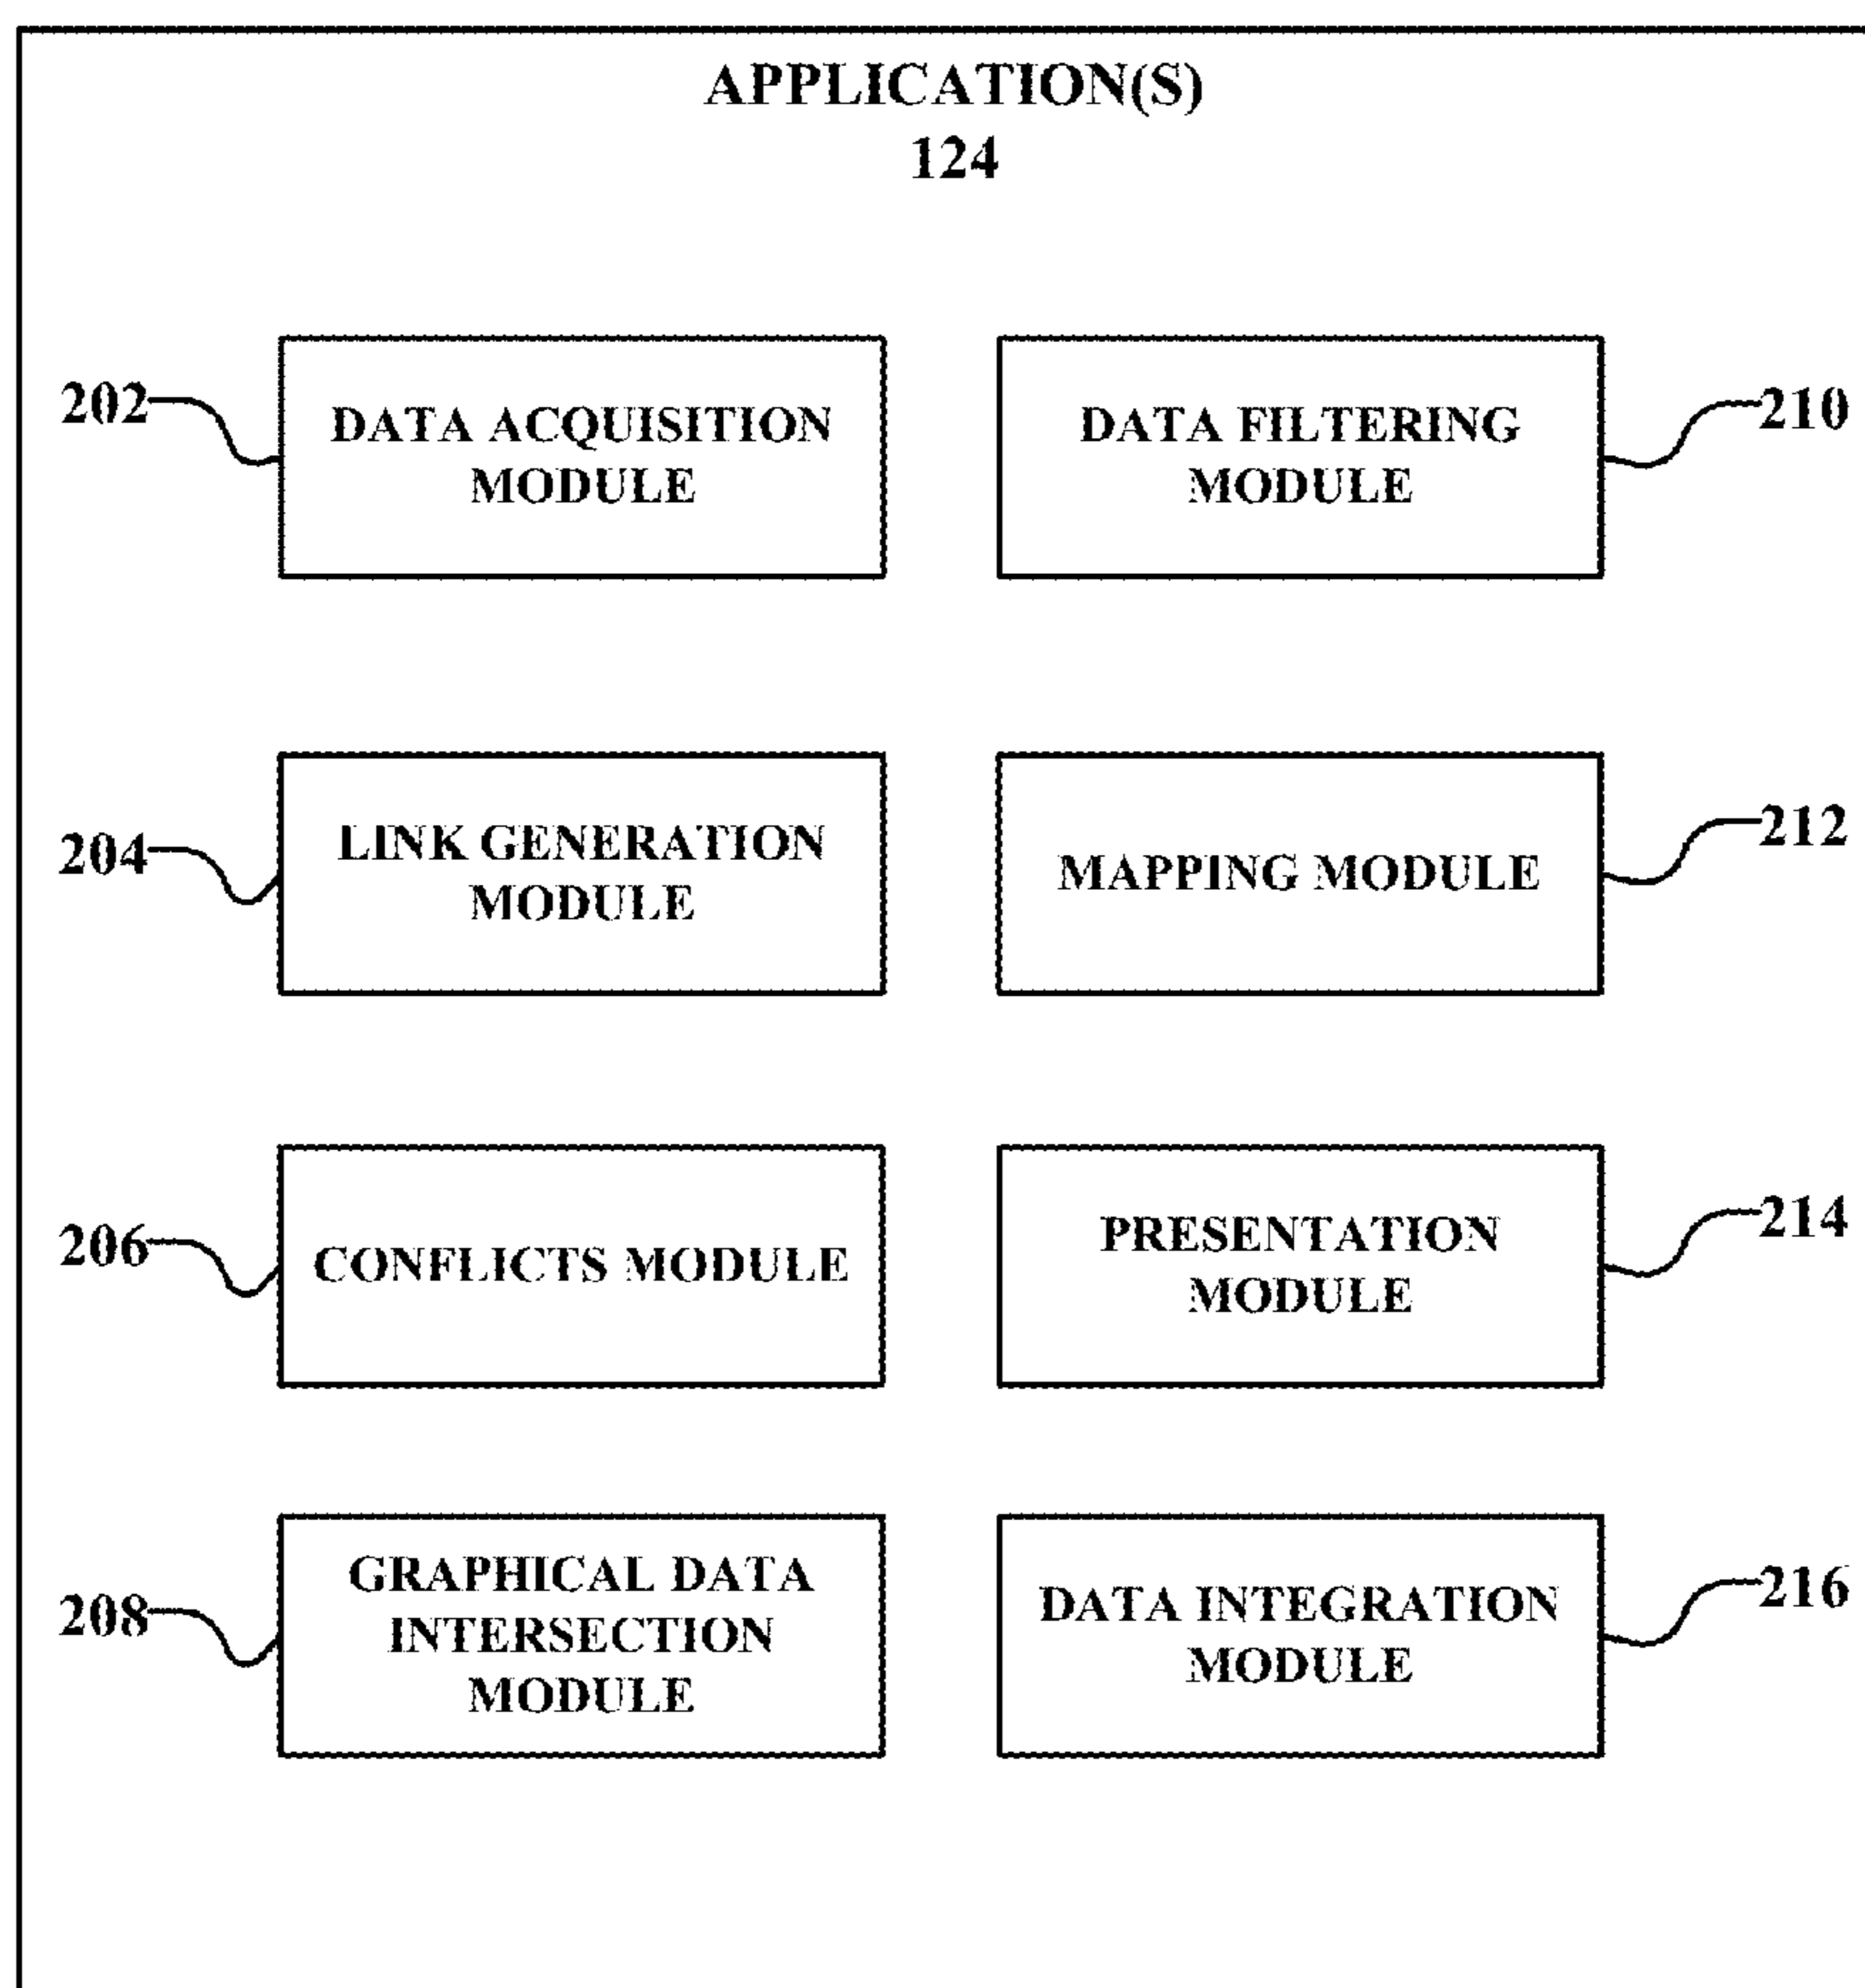 APPLICATION(S)
124
202
DATA ACQUISITION
MODULE
DATA FILTERING
MODULE
210
204
LINK GENERATION
MODULE
MAPPING MODULE
212
206
CONFLICTS MODULE
PRESENTATION
MODULE
214
208
GRAPHICAL DATA
INTERSECTION
MODULE
DATA INTEGRATION
MODULE
216